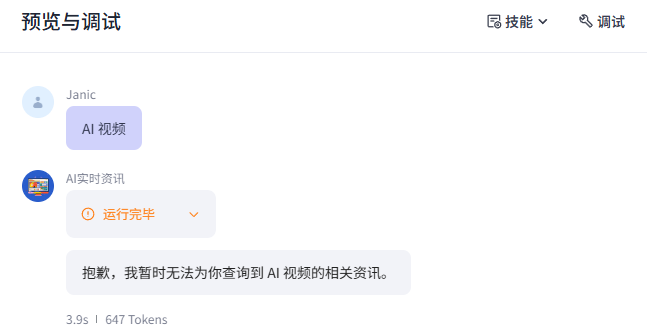 预览与调试
技能
调试
Janic
AI 视频
AI实时资讯
运行完毕
抱歉，我暂时无法为你查询到 AI 视频的相关资讯。
3.9s | 647 Tokens